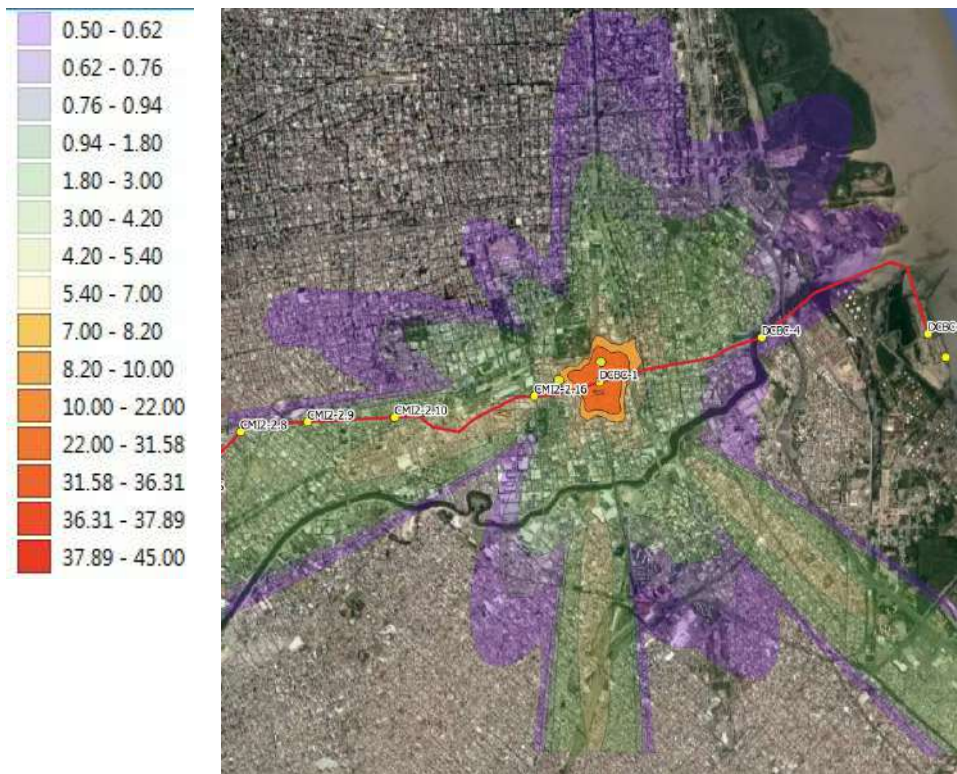 0.50 - 0.62
0.62 - 0.76
0.76 - 0.94
0.94 - 1.80
1.80 - 3.00
3.00 - 4.20
4.20 - 5.40
5.40 - 7.00
7.00 - 8.20
8.20 - 10.00
10.00 - 22.00
22.00 - 31.58
31.58 - 36.31
36.31 - 37.89
37.89 - 45.00
DCBC-4
DCBC
DCBC-1
CMI2-2.16
CMI2-2.10
CMI2-2.9
CMI2-2.8